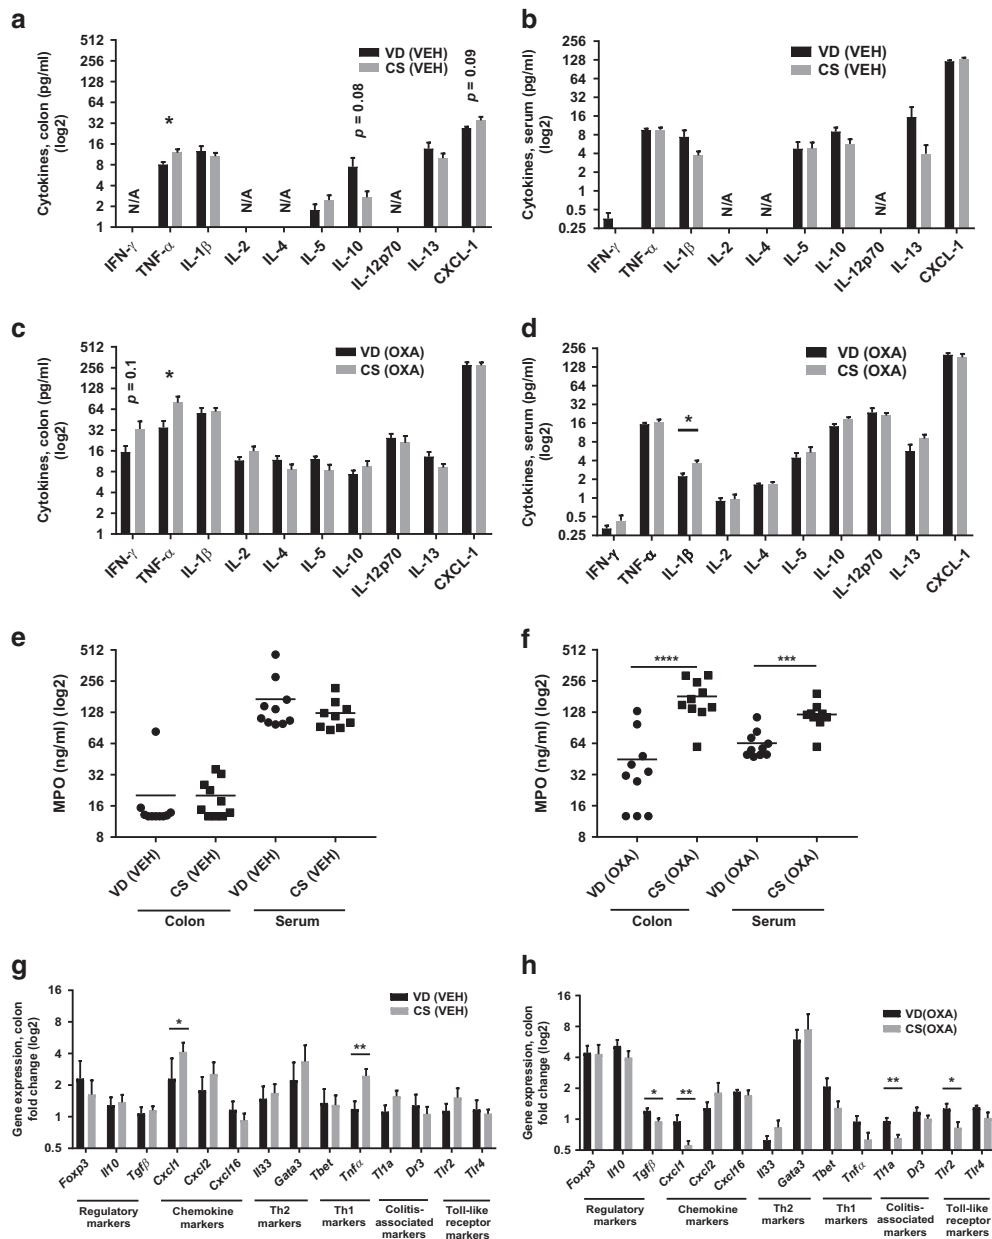 a
Cytokines, colon (pg/ml)
(log2)
512
256
128
64
32
16
8
4
2
1
VD (VEH)
CS (VEH)
N/A
*
N/A
N/A
p = 0.08
N/A
p = 0.09
IFN-γ
TNF-α
IL-1β
IL-2
IL-4
IL-5
IL-10
IL-12p70
IL-13
CXCL-1
b
Cytokines, serum (pg/ml)
(log2)
256
128
64
32
16
8
4
2
1
0.5
0.25
VD (VEH)
CS (VEH)
N/A
N/A
N/A
IFN-γ
TNF-α
IL-1β
IL-2
IL-4
IL-5
IL-10
IL-12p70
IL-13
CXCL-1
c
Cytokines, colon (pg/ml)
(log2)
512
256
128
64
32
16
8
4
2
1
VD (OXA)
CS (OXA)
p = 0.1
*
IFN-γ
TNF-α
IL-1β
IL-2
IL-4
IL-5
IL-10
IL-12p70
IL-13
CXCL-1
d
Cytokines, serum (pg/ml)
(log2)
256
128
64
32
16
8
4
2
1
0.5
0.25
VD (OXA)
CS (OXA)
*
IFN-γ
TNF-α
IL-1β
IL-2
IL-4
IL-5
IL-10
IL-12p70
IL-13
CXCL-1
e
MPO (ng/ml) (log2)
512
256
128
64
32
16
8
VD (VEH)
CS (VEH)
VD (VEH)
CS (VEH)
Colon
Serum
f
MPO (ng/ml) (log2)
512
256
128
64
32
16
8
****
***
VD (OXA)
CS (OXA)
VD (OXA)
CS (OXA)
Colon
Serum
g
Gene expression, colon
fold change (log2)
16
8
4
2
1
0.5
VD (VEH)
CS (VEH)
*
**
Foxp3
Il10
Tgfβ
Cxcl1
Cxcl2
Cxcl16
Il33
Gata3
Tbet
Tnfα
Tl1a
Dr3
Tlr2
Tlr4
Regulatory
markers
Chemokine
markers
Th2
markers
Th1
markers
Colitis-
associated
markers
Toll-like
receptor
markers
h
Gene expression, colon
fold change (log2)
16
8
4
2
1
0.5
VD(OXA)
CS(OXA)
*
**
**
*
Foxp3
Il10
Tgfβ
Cxcl1
Cxcl2
Cxcl16
Il33
Gata3
Tbet
Tnfα
Tl1a
Dr3
Tlr2
Tlr4
Regulatory
markers
Chemokine
markers
Th2
markers
Th1
markers
Colitis-
associated
markers
Toll-like
receptor
markers